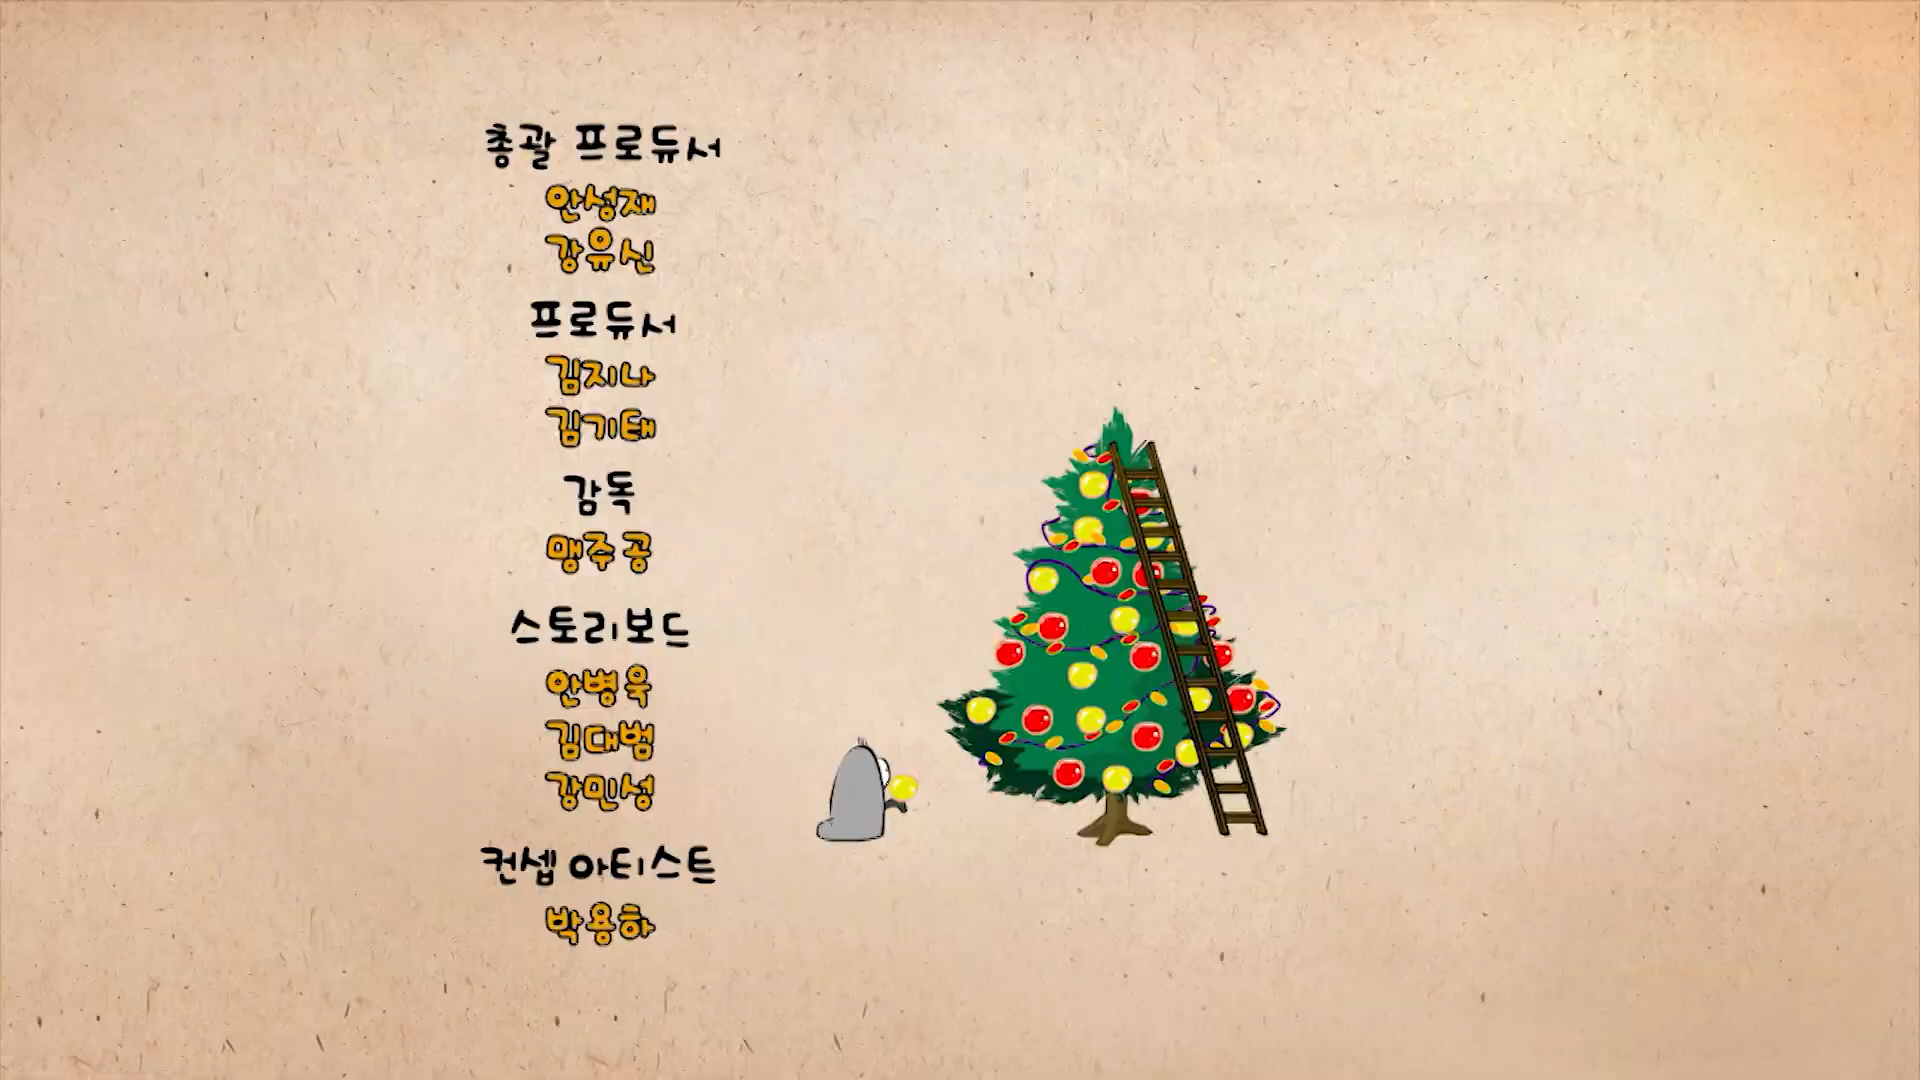 총괄 프로듀서
안성재
강유신
프로듀서
김지나
김기태
감독
맹주공
스토리보드
안병욱
김대범
강민성
컨셉 아티스트
박용하